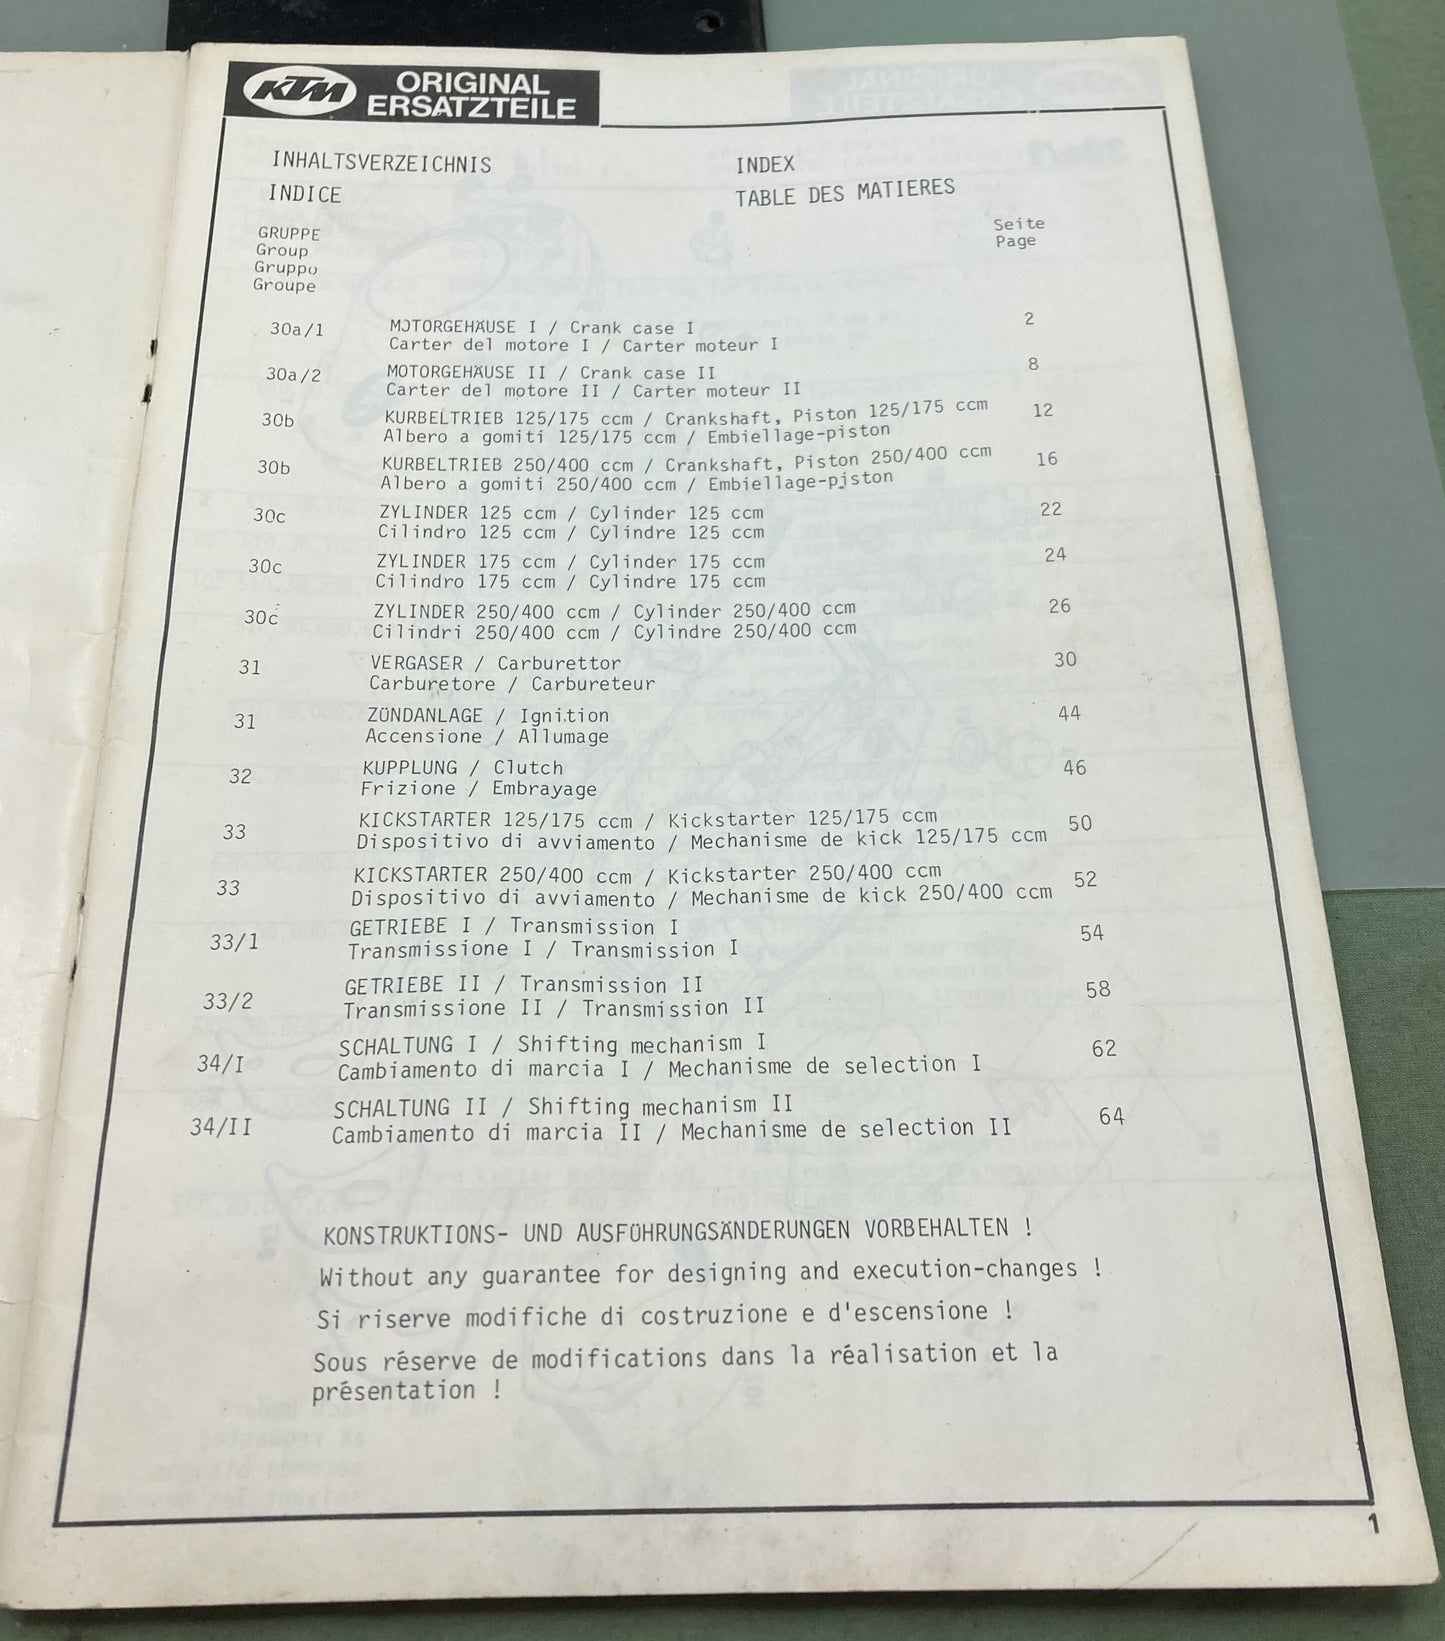 KTM ORIGINAL
ERSATZTEILE
INHALTSVERZEICHNIS INDEX
INDICE TABLE DES MATIERES
GRUPPE Seite
Group Page
Gruppo
Groupe
30a/1 MOTORGEHÄUSE I / Crank case I 2
Carter del motore I / Carter moteur I
30a/2 MOTORGEHÄUSE II / Crank case II 8
Carter del motore II / Carter moteur II
30b KURBELTRIEB 125/175 ccm / Crankshaft, Piston 125/175 ccm 12
Albero a gomiti 125/175 ccm / Embiellage-piston
30b KURBELTRIEB 250/400 ccm / Crankshaft, Piston 250/400 ccm 16
Albero a gomiti 250/400 ccm / Embiellage-piston
30c ZYLINDER 125 ccm / Cylinder 125 ccm 22
Cilindro 125 ccm / Cylindre 125 ccm
30c ZYLINDER 175 ccm / Cylinder 175 ccm 24
Cilindro 175 ccm / Cylindre 175 ccm
30c ZYLINDER 250/400 ccm / Cylinder 250/400 ccm 26
Cilindri 250/400 ccm / Cylindre 250/400 ccm
31 VERGASER / Carburettor 30
Carburetore / Carbureteur
31 ZÜNDANLAGE / Ignition 44
Accensione / Allumage
32 KUPPLUNG / Clutch 46
Frizione / Embrayage
33 KICKSTARTER 125/175 ccm / Kickstarter 125/175 ccm 50
Dispositivo di avviamento / Mechanisme de kick 125/175 ccm
33 KICKSTARTER 250/400 ccm / Kickstarter 250/400 ccm 52
Dispositivo di avviamento / Mechanisme de kick 250/400 ccm
33/1 GETRIEBE I / Transmission I 54
Transmissione I / Transmission I
33/2 GETRIEBE II / Transmission II 58
Transmissione II / Transmission II
34/I SCHALTUNG I / Shifting mechanism I 62
Cambiamento di marcia I / Mechanisme de selection I
34/II SCHALTUNG II / Shifting mechanism II 64
Cambiamento di marcia II / Mechanisme de selection II
KONSTRUKTIONS- UND AUSFÜHRUNGSÄNDERUNGEN VORBEHALTEN !
Without any guarantee for designing and execution-changes !
Si riserve modifiche di costruzione e d'escensione !
Sous réserve de modifications dans la réalisation et la
présentation !
1